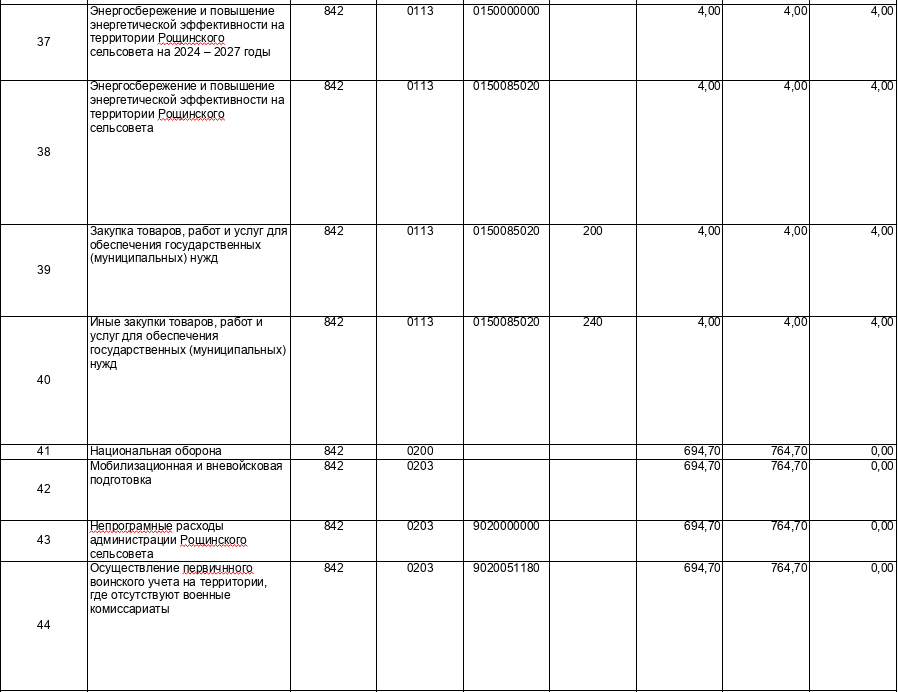 37 Энергосбережение и повышение 842 0113 0150000000 4,00 4,00 4,00
энергетической эффективности на
территории Рощинского
сельсовета на 2024 – 2027 годы
38 Энергосбережение и повышение 842 0113 0150085020 4,00 4,00 4,00
энергетической эффективности на
территории Рощинского
сельсовета
39 Закупка товаров, работ и услуг для 842 0113 0150085020 200 4,00 4,00 4,00
обеспечения государственных
(муниципальных) нужд
40 Иные закупки товаров, работ и 842 0113 0150085020 240 4,00 4,00 4,00
услуг для обеспечения
государственных (муниципальных)
нужд
41 Национальная оборона 842 0200 694,70 764,70 0,00
42 Мобилизационная и вневойсковая 842 0203 694,70 764,70 0,00
подготовка
43 Непрограмные расходы 842 0203 9020000000 694,70 764,70 0,00
администрации Рощинского
сельсовета
44 Осуществление первичнного 842 0203 9020051180 694,70 764,70 0,00
воинского учета на территории,
где отсутствуют военные
комиссариаты